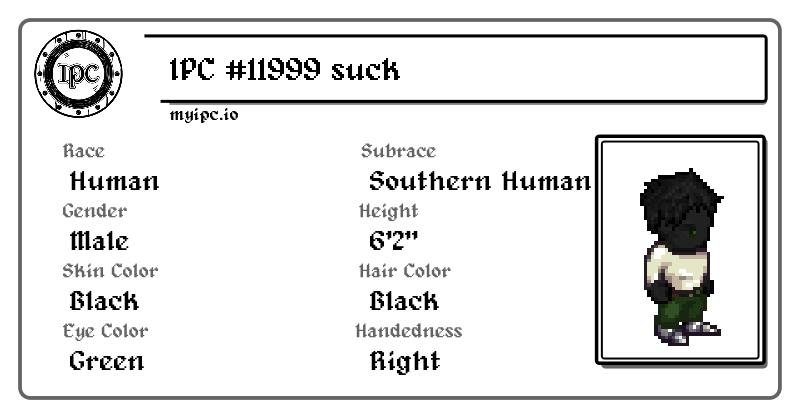 IPC
IPC #11999 suck
myipc.io
Race
Human
Subrace
Southern Human
Gender
Male
Height
6'2"
Skin Color
Black
Hair Color
Black
Eye Color
Green
Handedness
Right